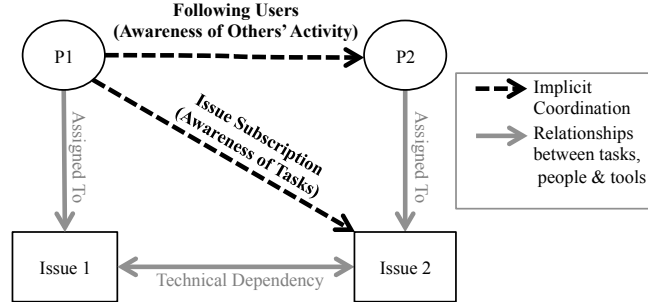 Following Users
(Awareness of Others' Activity)
P1
P2
Issue Subscription
(Awareness of Tasks)
Assigned To
Assigned To
Issue 1
Technical Dependency
Issue 2
Implicit
Coordination
Relationships
between tasks,
people & tools